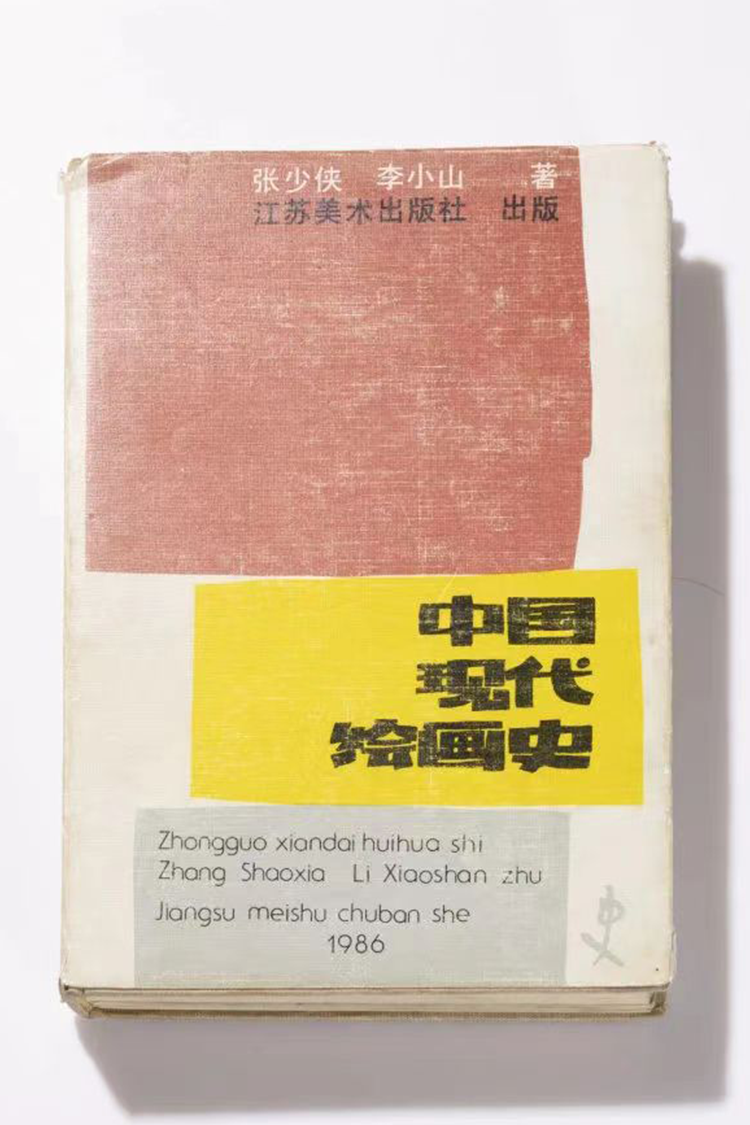 张少侠 李小山 著
江苏美术出版社 出版
中国
现代
绘画史
Zhongguo xiandai huihua shi
Zhang Shaoxia Li Xiaoshan zhu
Jiangsu meishu chuban she
1986
史